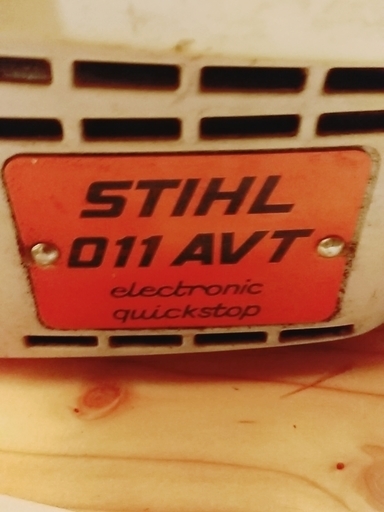 STIHL
011 AVT
electronic
quickstop